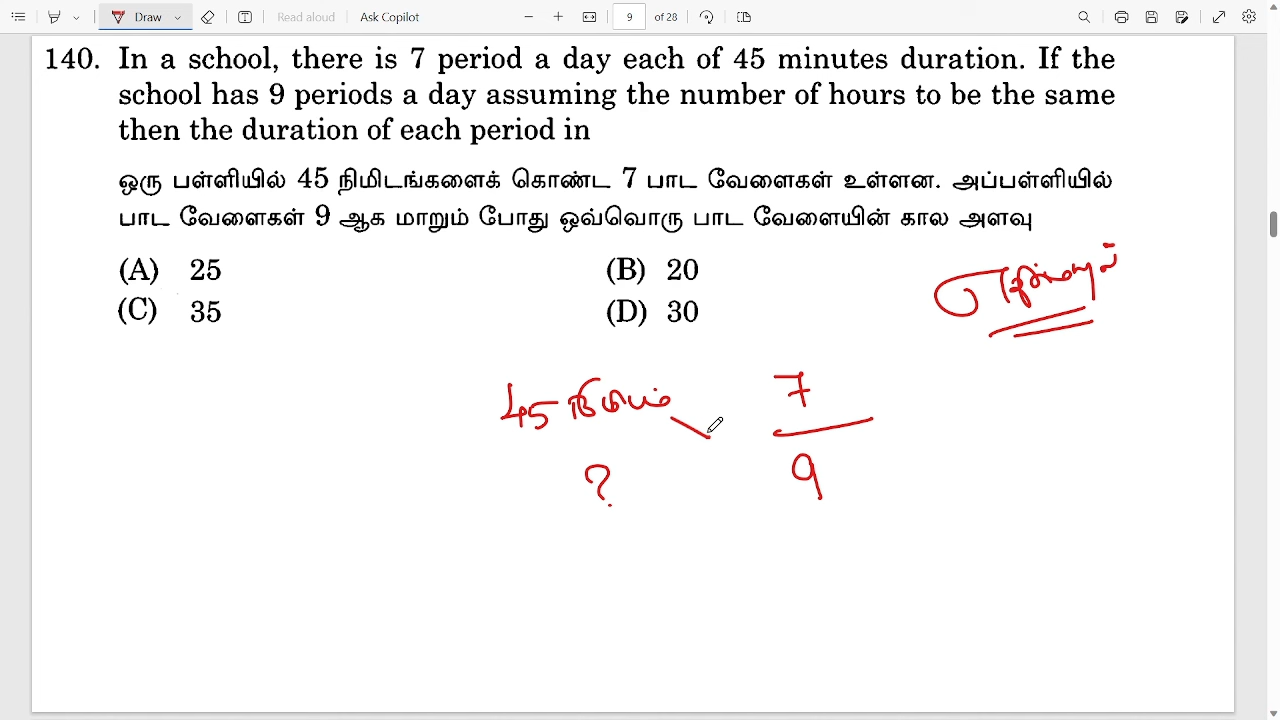 Draw
Read aloud
Ask Copilot
9
of 28
140. In a school, there is 7 period a day each of 45 minutes duration. If the
school has 9 periods a day assuming the number of hours to be the same
then the duration of each period in
ஒரு பள்ளியில் 45 நிமிடங்களைக் கொண்ட 7 பாட வேளைகள் உள்ளன. அப்பள்ளியில்
பாட வேளைகள் 9 ஆக மாறும் போது ஒவ்வொரு பாட வேளையின் கால அளவு
(A) 25
(B) 20
(C) 35
(D) 30
45 நிமிடம்
7
?
9